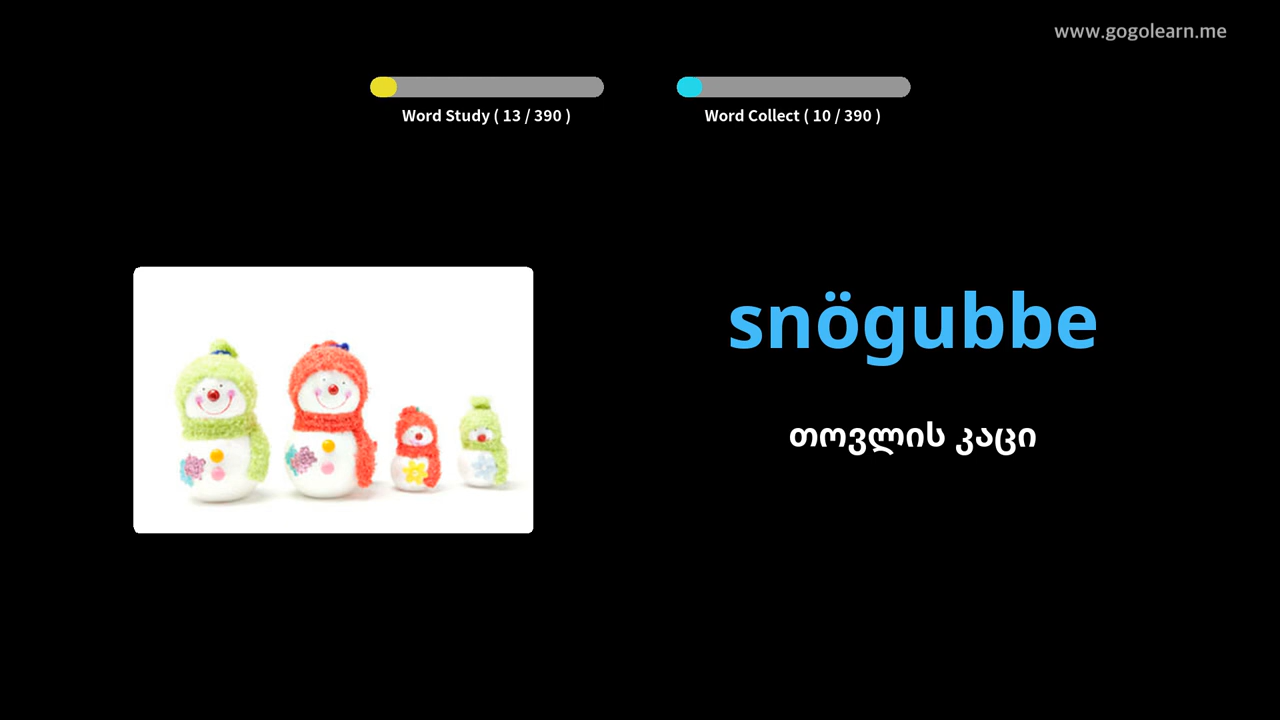 www.gogolearn.me
Word Study ( 13 / 390 )
Word Collect ( 10 / 390 )
snögubbe
თოვლის კაცი